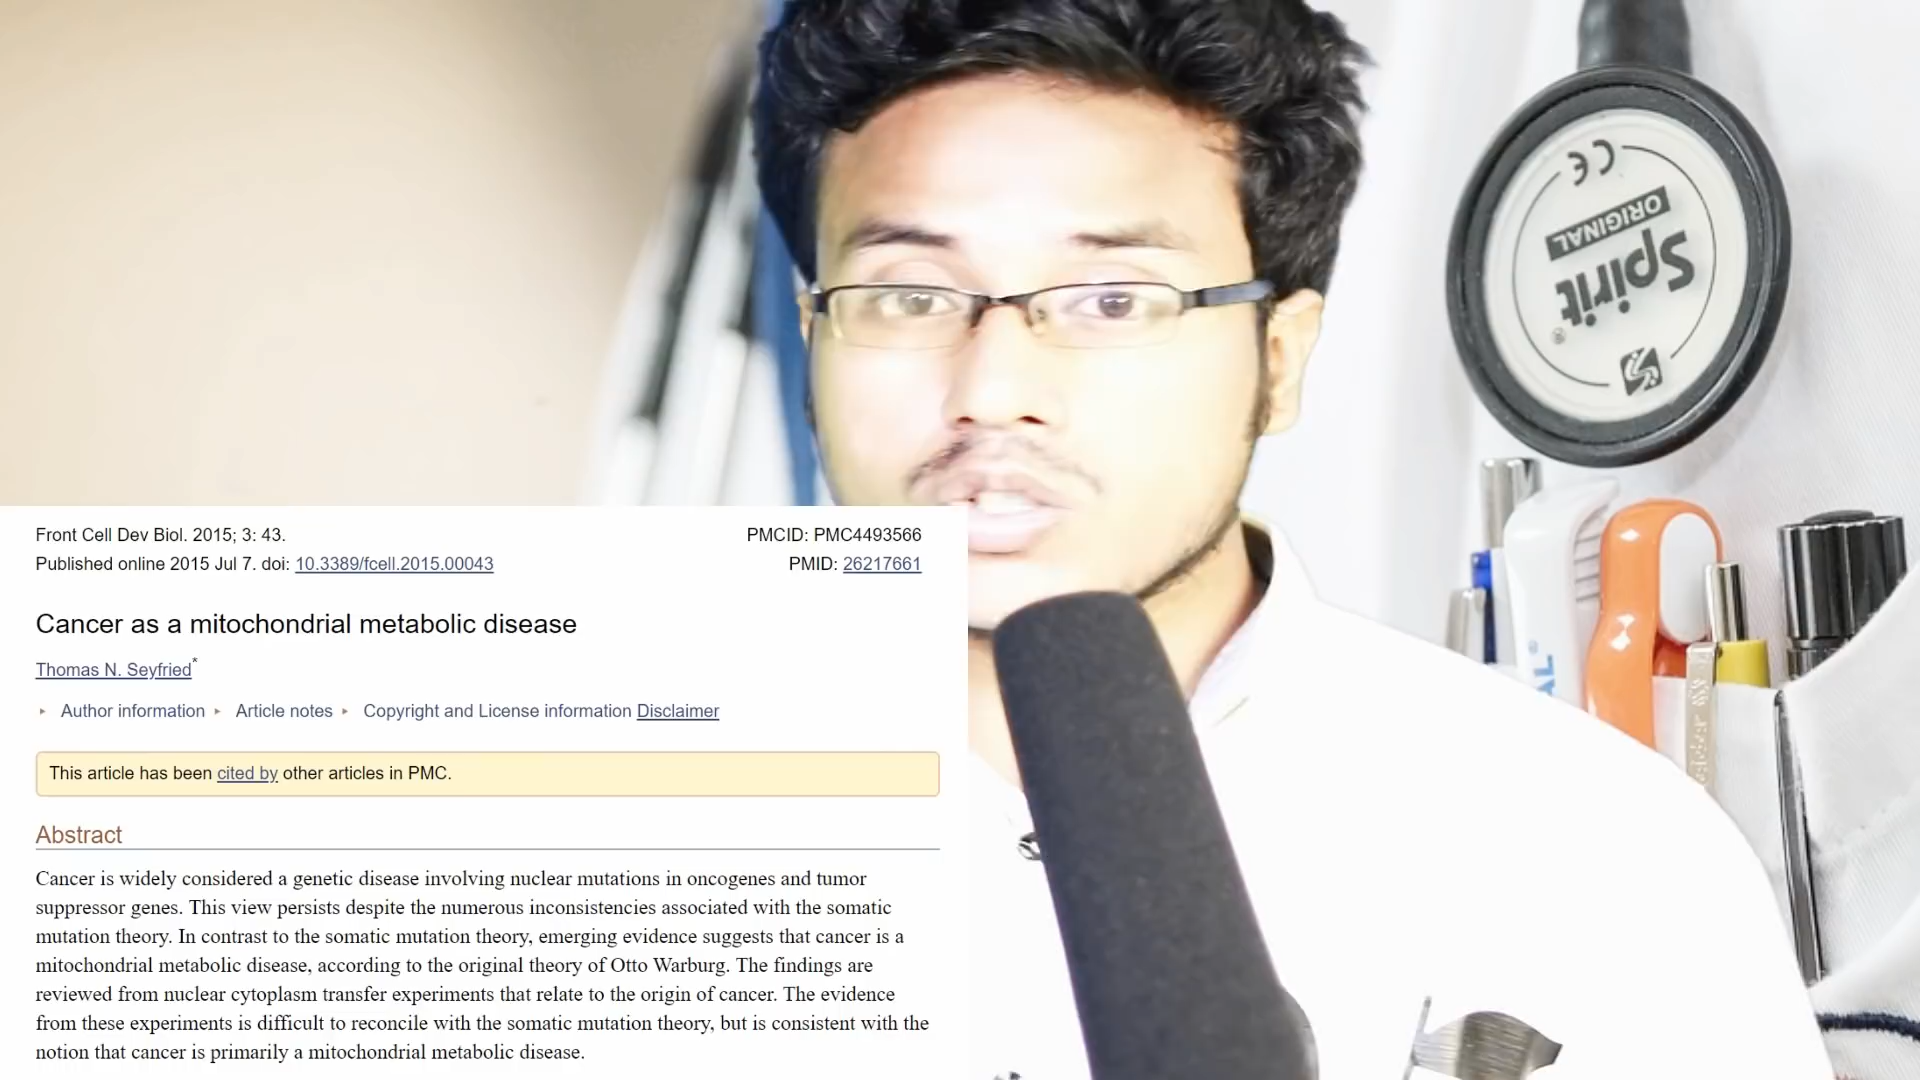 CE
ORIGINAL
Spirit®
AL®
Front Cell Dev Biol. 2015; 3: 43.
PMCID: PMC4493566
Published online 2015 Jul 7. doi: 10.3389/fcell.2015.00043
PMID: 26217661
Cancer as a mitochondrial metabolic disease
Thomas N. Seyfried*
Author information Article notes Copyright and License information Disclaimer
This article has been cited by other articles in PMC.
Abstract
Cancer is widely considered a genetic disease involving nuclear mutations in oncogenes and tumor
suppressor genes. This view persists despite the numerous inconsistencies associated with the somatic
mutation theory. In contrast to the somatic mutation theory, emerging evidence suggests that cancer is a
mitochondrial metabolic disease, according to the original theory of Otto Warburg. The findings are
reviewed from nuclear cytoplasm transfer experiments that relate to the origin of cancer. The evidence
from these experiments is difficult to reconcile with the somatic mutation theory, but is consistent with the
notion that cancer is primarily a mitochondrial metabolic disease.